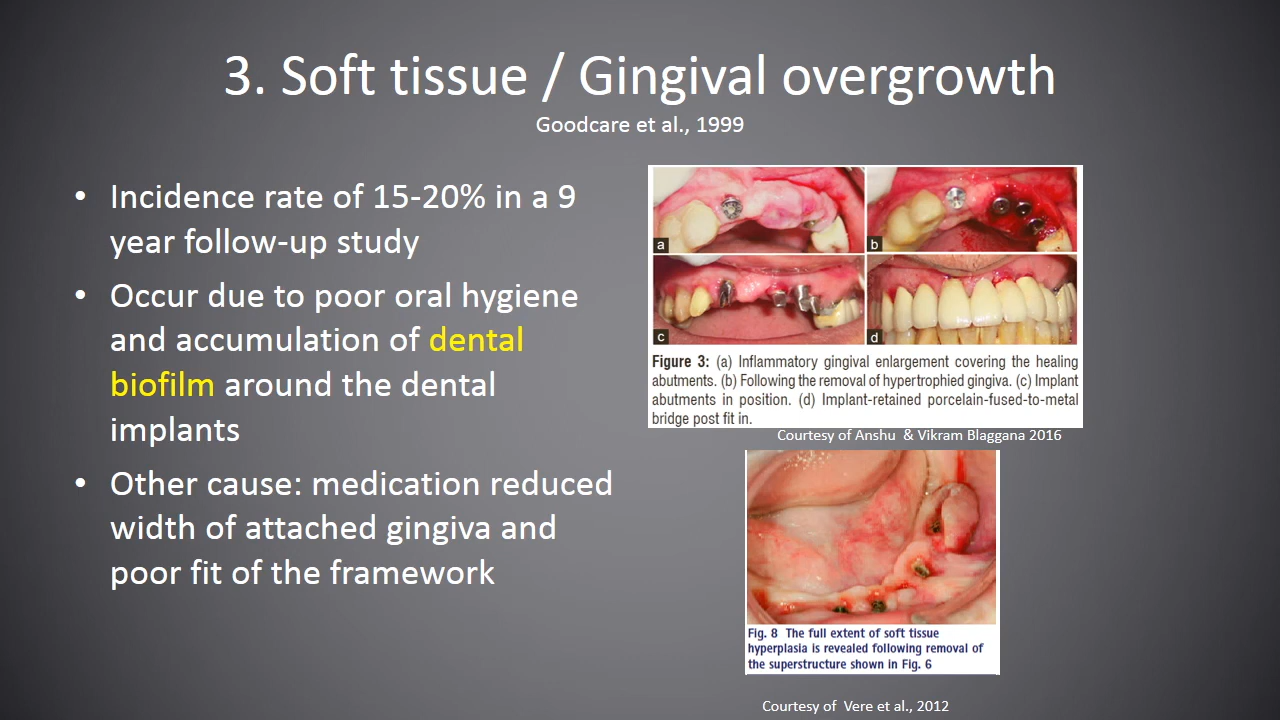 3. Soft tissue / Gingival overgrowth
Goodcare et al., 1999
• Incidence rate of 15-20% in a 9
year follow-up study
• Occur due to poor oral hygiene
and accumulation of dental
biofilm around the dental
implants
• Other cause: medication reduced
width of attached gingiva and
poor fit of the framework
a
b
c
d
Figure 3: (a) Inflammatory gingival enlargement covering the healing
abutments. (b) Following the removal of hypertrophied gingiva. (c) Implant
abutments in position. (d) Implant-retained porcelain-fused-to-metal
bridge post fit in.
Courtesy of Anshu & Vikram Blaggana 2016
Fig. 8 The full extent of soft tissue
hyperplasia is revealed following removal of
the superstructure shown in Fig. 6
Courtesy of Vere et al., 2012